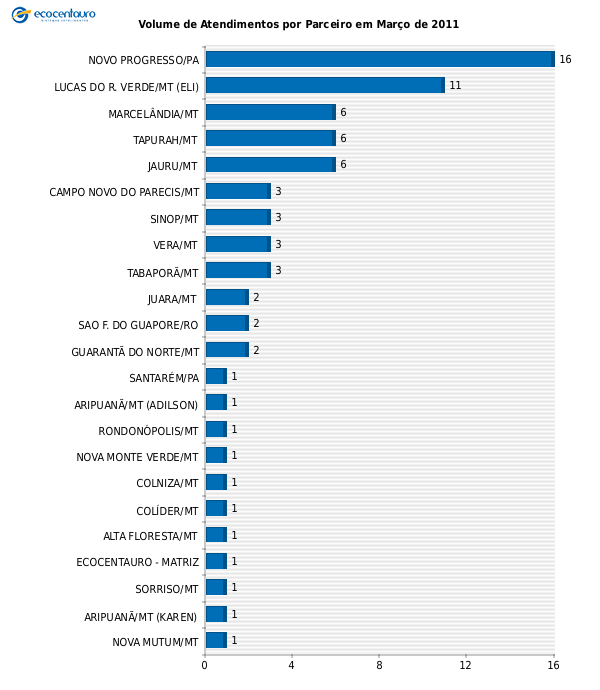 ecocentauro
Volume de Atendimentos por Parceiro em Março de 2011
NOVO PROGRESSO/PA 16
LUCAS DO R. VERDE/MT (ELI) 11
MARCELÂNDIA/MT 6
TAPURAH/MT 6
JAURU/MT 6
CAMPO NOVO DO PARECIS/MT 3
SINOP/MT 3
VERA/MT 3
TABAPORÃ/MT 3
JUARA/MT 2
SAO F. DO GUAPORE/RO 2
GUARANTÃ DO NORTE/MT 2
SANTARÉM/PA 1
ARIPUANÃ/MT (ADILSON) 1
RONDONÓPOLIS/MT 1
NOVA MONTE VERDE/MT 1
COLNIZA/MT 1
COLÍDER/MT 1
ALTA FLORESTA/MT 1
ECOCENTAURO - MATRIZ 1
SORRISO/MT 1
ARIPUANÃ/MT (KAREN) 1
NOVA MUTUM/MT 1
0 4 8 12 16